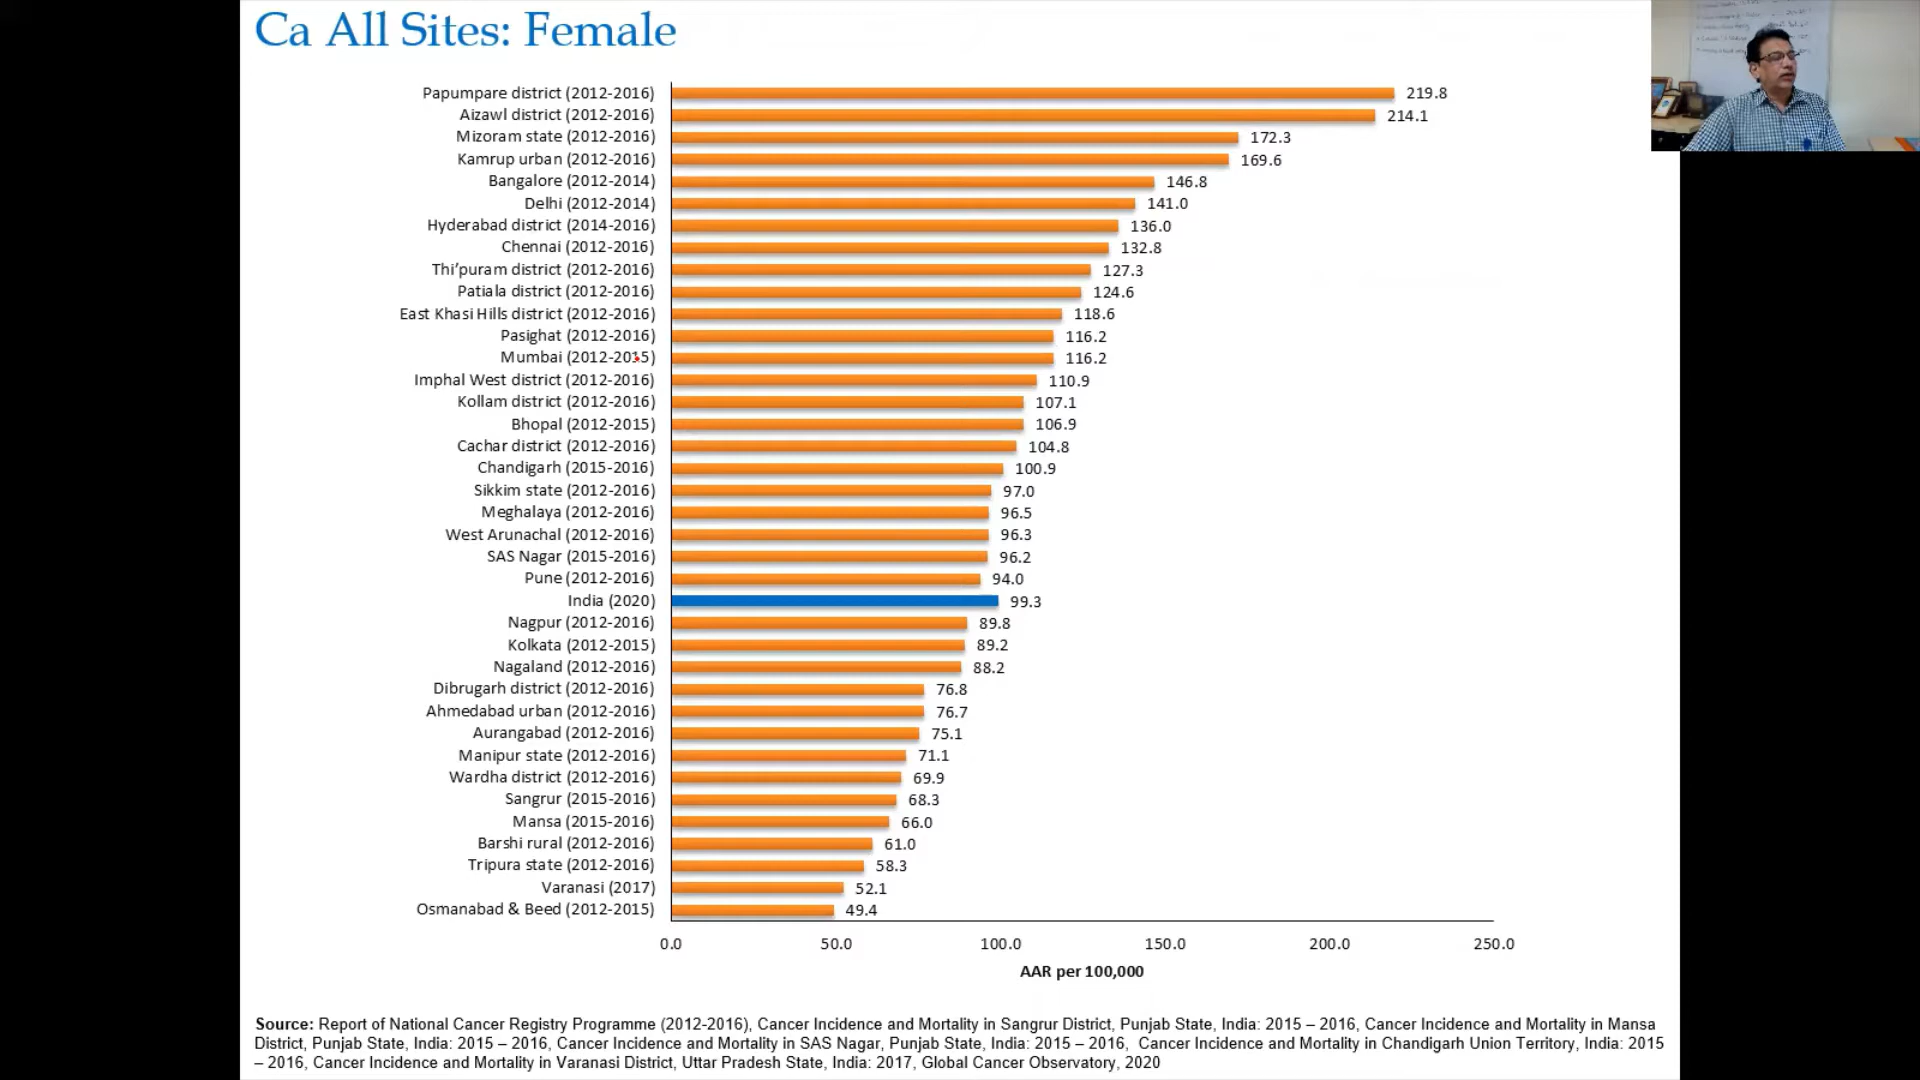 Ca All Sites: Female
Papumpare district (2012-2016) 219.8
Aizawl district (2012-2016) 214.1
Mizoram state (2012-2016) 172.3
Kamrup urban (2012-2016) 169.6
Bangalore (2012-2014) 146.8
Delhi (2012-2014) 141.0
Hyderabad district (2014-2016) 136.0
Chennai (2012-2016) 132.8
Thi’puram district (2012-2016) 127.3
Patiala district (2012-2016) 124.6
East Khasi Hills district (2012-2016) 118.6
Pasighat (2012-2016) 116.2
Mumbai (2012-2015) 116.2
Imphal West district (2012-2016) 110.9
Kollam district (2012-2016) 107.1
Bhopal (2012-2015) 106.9
Cachar district (2012-2016) 104.8
Chandigarh (2015-2016) 100.9
Sikkim state (2012-2016) 97.0
Meghalaya (2012-2016) 96.5
West Arunachal (2012-2016) 96.3
SAS Nagar (2015-2016) 96.2
Pune (2012-2016) 94.0
India (2020) 99.3
Nagpur (2012-2016) 89.8
Kolkata (2012-2015) 89.2
Nagaland (2012-2016) 88.2
Dibrugarh district (2012-2016) 76.8
Ahmedabad urban (2012-2016) 76.7
Aurangabad (2012-2016) 75.1
Manipur state (2012-2016) 71.1
Wardha district (2012-2016) 69.9
Sangrur (2015-2016) 68.3
Mansa (2015-2016) 66.0
Barshi rural (2012-2016) 61.0
Tripura state (2012-2016) 58.3
Varanasi (2017) 52.1
Osmanabad & Beed (2012-2015) 49.4
0.0 50.0 100.0 150.0 200.0 250.0
AAR per 100,000
Source: Report of National Cancer Registry Programme (2012-2016), Cancer Incidence and Mortality in Sangrur District, Punjab State, India: 2015 – 2016, Cancer Incidence and Mortality in Mansa
District, Punjab State, India: 2015 – 2016, Cancer Incidence and Mortality in SAS Nagar, Punjab State, India: 2015 – 2016, Cancer Incidence and Mortality in Chandigarh Union Territory, India: 2015
– 2016, Cancer Incidence and Mortality in Varanasi District, Uttar Pradesh State, India: 2017, Global Cancer Observatory, 2020